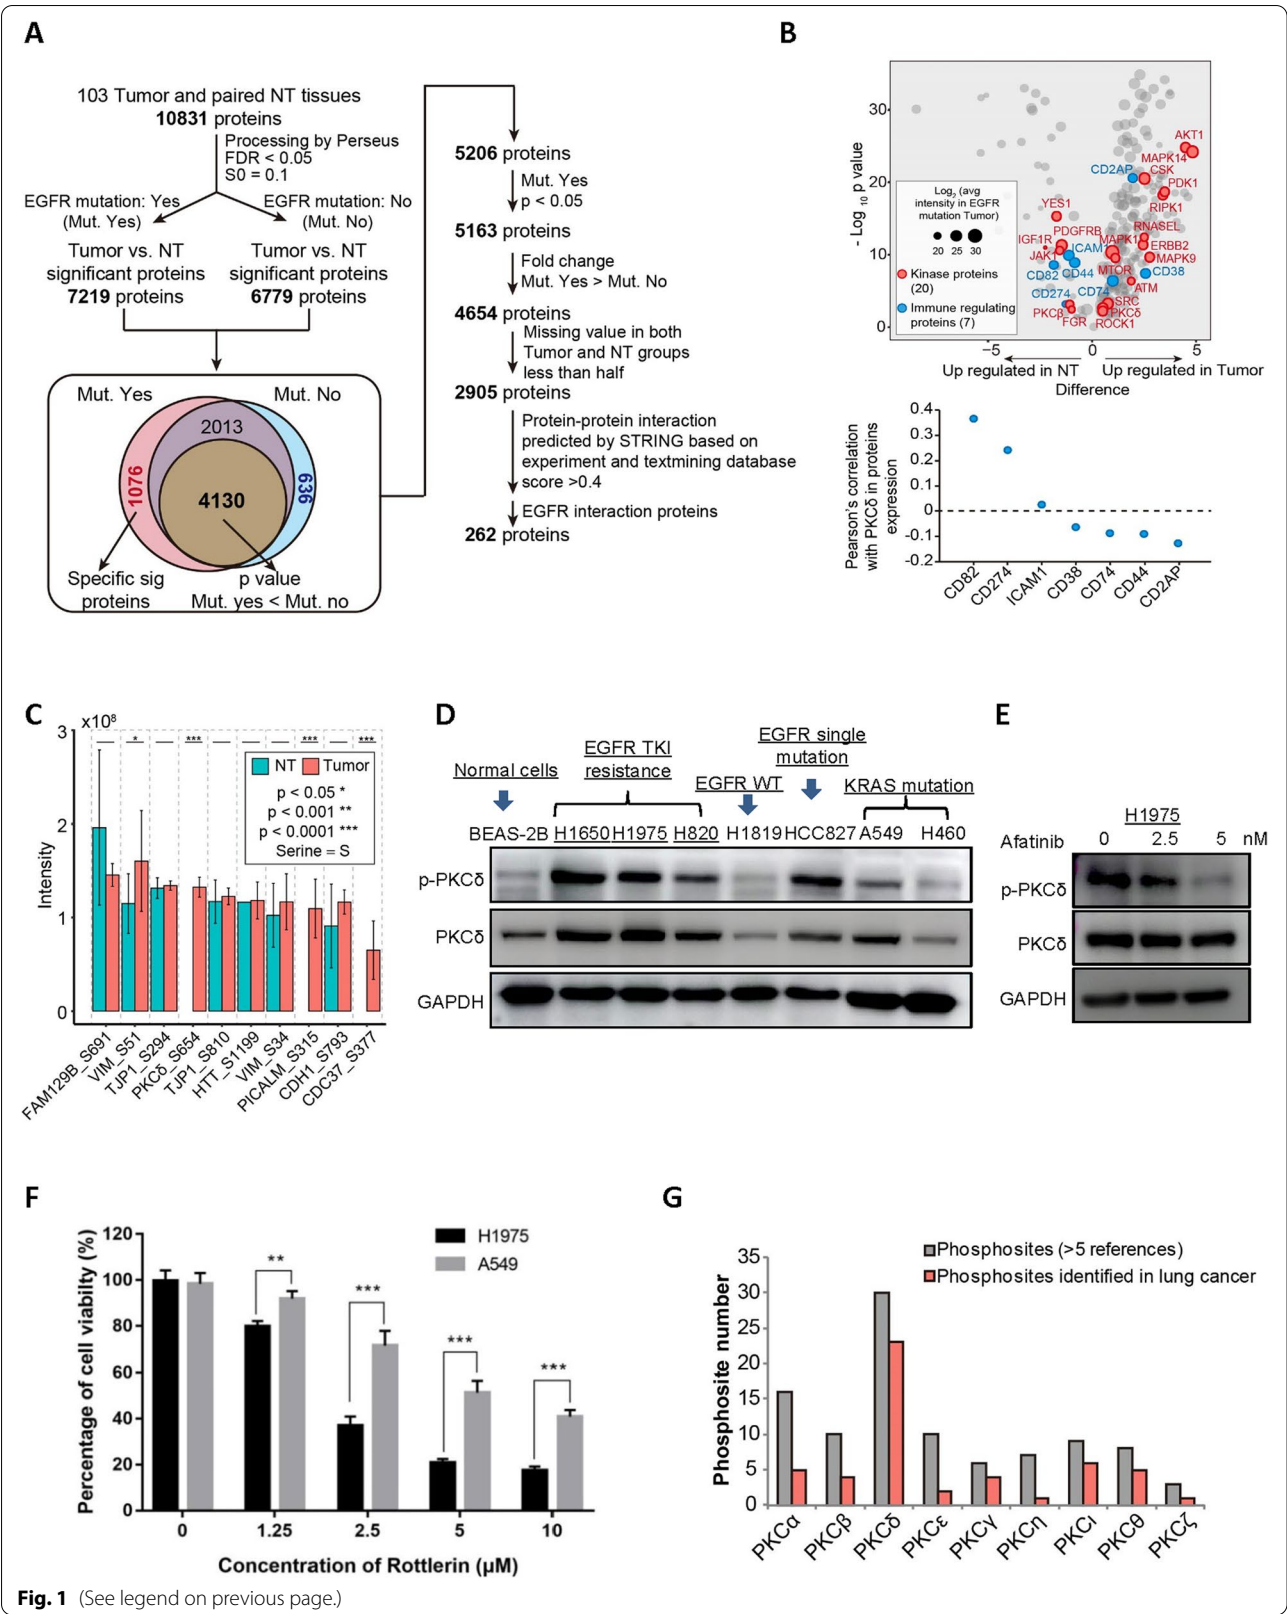 A
103 Tumor and paired NT tissues
10831 proteins
Processing by Perseus
FDR < 0.05
S0 = 0.1
EGFR mutation: Yes
(Mut. Yes)
EGFR mutation: No
(Mut. No)
Tumor vs. NT
significant proteins
7219 proteins
Tumor vs. NT
significant proteins
6779 proteins
Mut. Yes
Mut. No
2013
1076
4130
636
Specific sig
proteins
p value
Mut. yes < Mut. no
5206 proteins
Mut. Yes
p < 0.05
5163 proteins
Fold change
Mut. Yes > Mut. No
4654 proteins
Missing value in both
Tumor and NT groups
less than half
2905 proteins
Protein-protein interaction
predicted by STRING based on
experiment and textmining database
score >0.4
EGFR interaction proteins
262 proteins
B
- Log 10 p value
30
20
10
0
AKT1
MAPK14
CD2AP
CSK
PDK1
RIPK1
YES1
RNASEL
PDGFRB
IGF1R
ICAM1
MAPK1
ERBB2
JAK1
MAPK9
CD82
CD44
MTOR
CD38
CD274
CD74
ATM
PKCβ
SRC
PKCδ
FGR
ROCK1
Log2 (avg
intensity in EGFR
mutation Tumor)
20 25 30
Kinase proteins
(20)
Immune regulating
proteins (7)
−5 0 5
Up regulated in NT
Up regulated in Tumor
Difference
Pearson's correlation
with PKCδ in proteins
expression
0.4
0.3
0.2
0.1
0
-0.1
-0.2
CD82
CD274
ICAM1
CD38
CD74
CD44
CD2AP
C
x10⁸
3
2
1
0
Intensity
* *** *** ***
NT Tumor
p < 0.05 *
p < 0.001 **
p < 0.0001 ***
Serine = S
FAM129B_S691
VIM_S51
TJP1_S294
PKCδ_S654
TJP1_S810
HTT_S1199
VIM_S34
PICALM_S315
CDH1_S793
CDC37_S377
D
Normal cells
EGFR TKI
resistance
EGFR WT
EGFR single
mutation
KRAS mutation
BEAS-2B H1650 H1975 H820 H1819 HCC827 A549 H460
p-PKCδ
PKCδ
GAPDH
E
H1975
Afatinib 0 2.5 5 nM
p-PKCδ
PKCδ
GAPDH
F
Percentage of cell viabilty (%)
120
100
80
60
40
20
0
H1975
A549
**
***
***
***
0 1.25 2.5 5 10
Concentration of Rottlerin (μM)
G
Phosphosite number
35
30
25
20
15
10
5
0
Phosphosites (>5 references)
Phosphosites identified in lung cancer
PKCα
PKCβ
PKCδ
PKCε
PKCγ
PKCη
PKCι
PKCθ
PKCζ
Fig. 1 (See legend on previous page.)